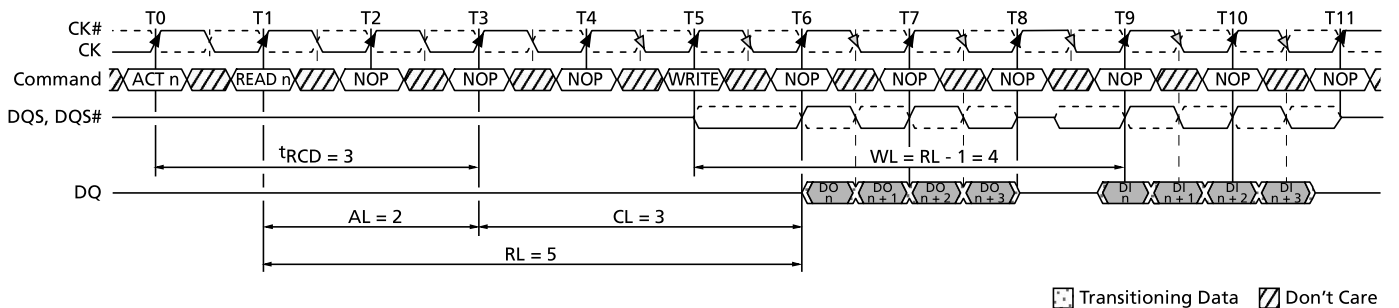 T0 T1 T2 T3 T4 T5 T6 T7 T8 T9 T10 T11
CK#
CK
Command ACT n READ n NOP NOP NOP WRITE NOP NOP NOP NOP NOP NOP
DQS, DQS#
tRCD = 3 WL = RL - 1 = 4
DQ DO n DO n + 1 DO n + 2 DO n + 3 DI n DI n + 1 DI n + 2 DI n + 3
AL = 2 CL = 3
RL = 5
Transitioning Data Don't Care